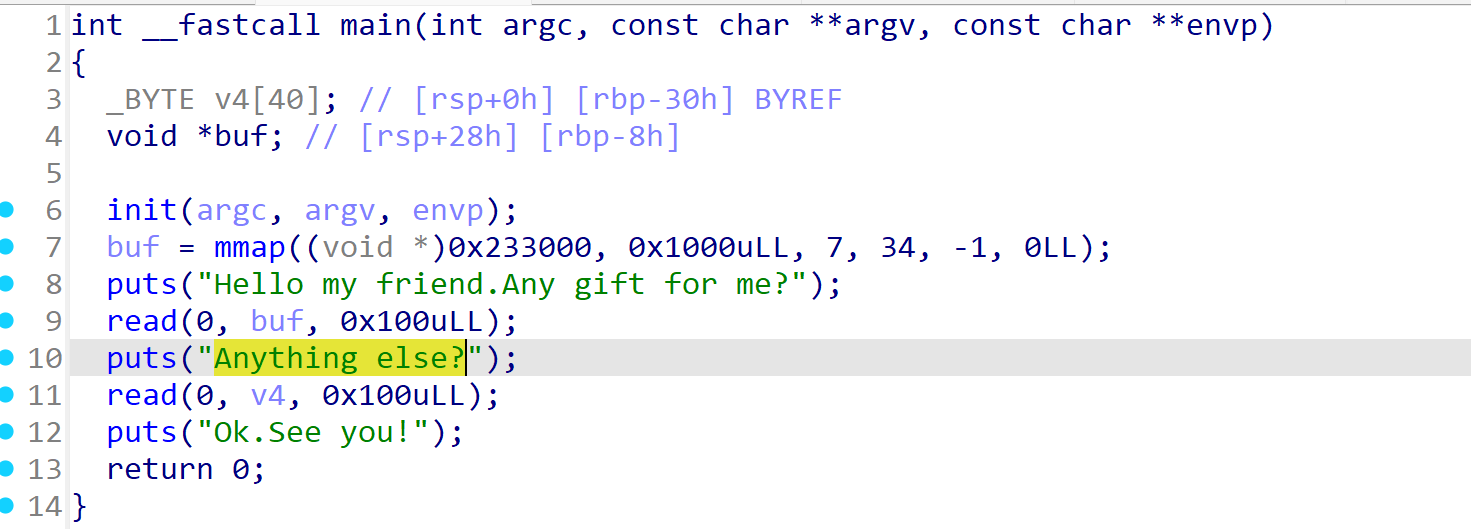 1 int __fastcall main(int argc, const char **argv, const char **envp)
2 {
3   _BYTE v4[40]; // [rsp+0h] [rbp-30h] BYREF
4   void *buf; // [rsp+28h] [rbp-8h]
5
6   init(argc, argv, envp);
7   buf = mmap((void *)0x233000, 0x1000uLL, 7, 34, -1, 0LL);
8   puts("Hello my friend.Any gift for me?");
9   read(0, buf, 0x100uLL);
10   puts("Anything else?");
11   read(0, v4, 0x100uLL);
12   puts("Ok.See you!");
13   return 0;
14 }